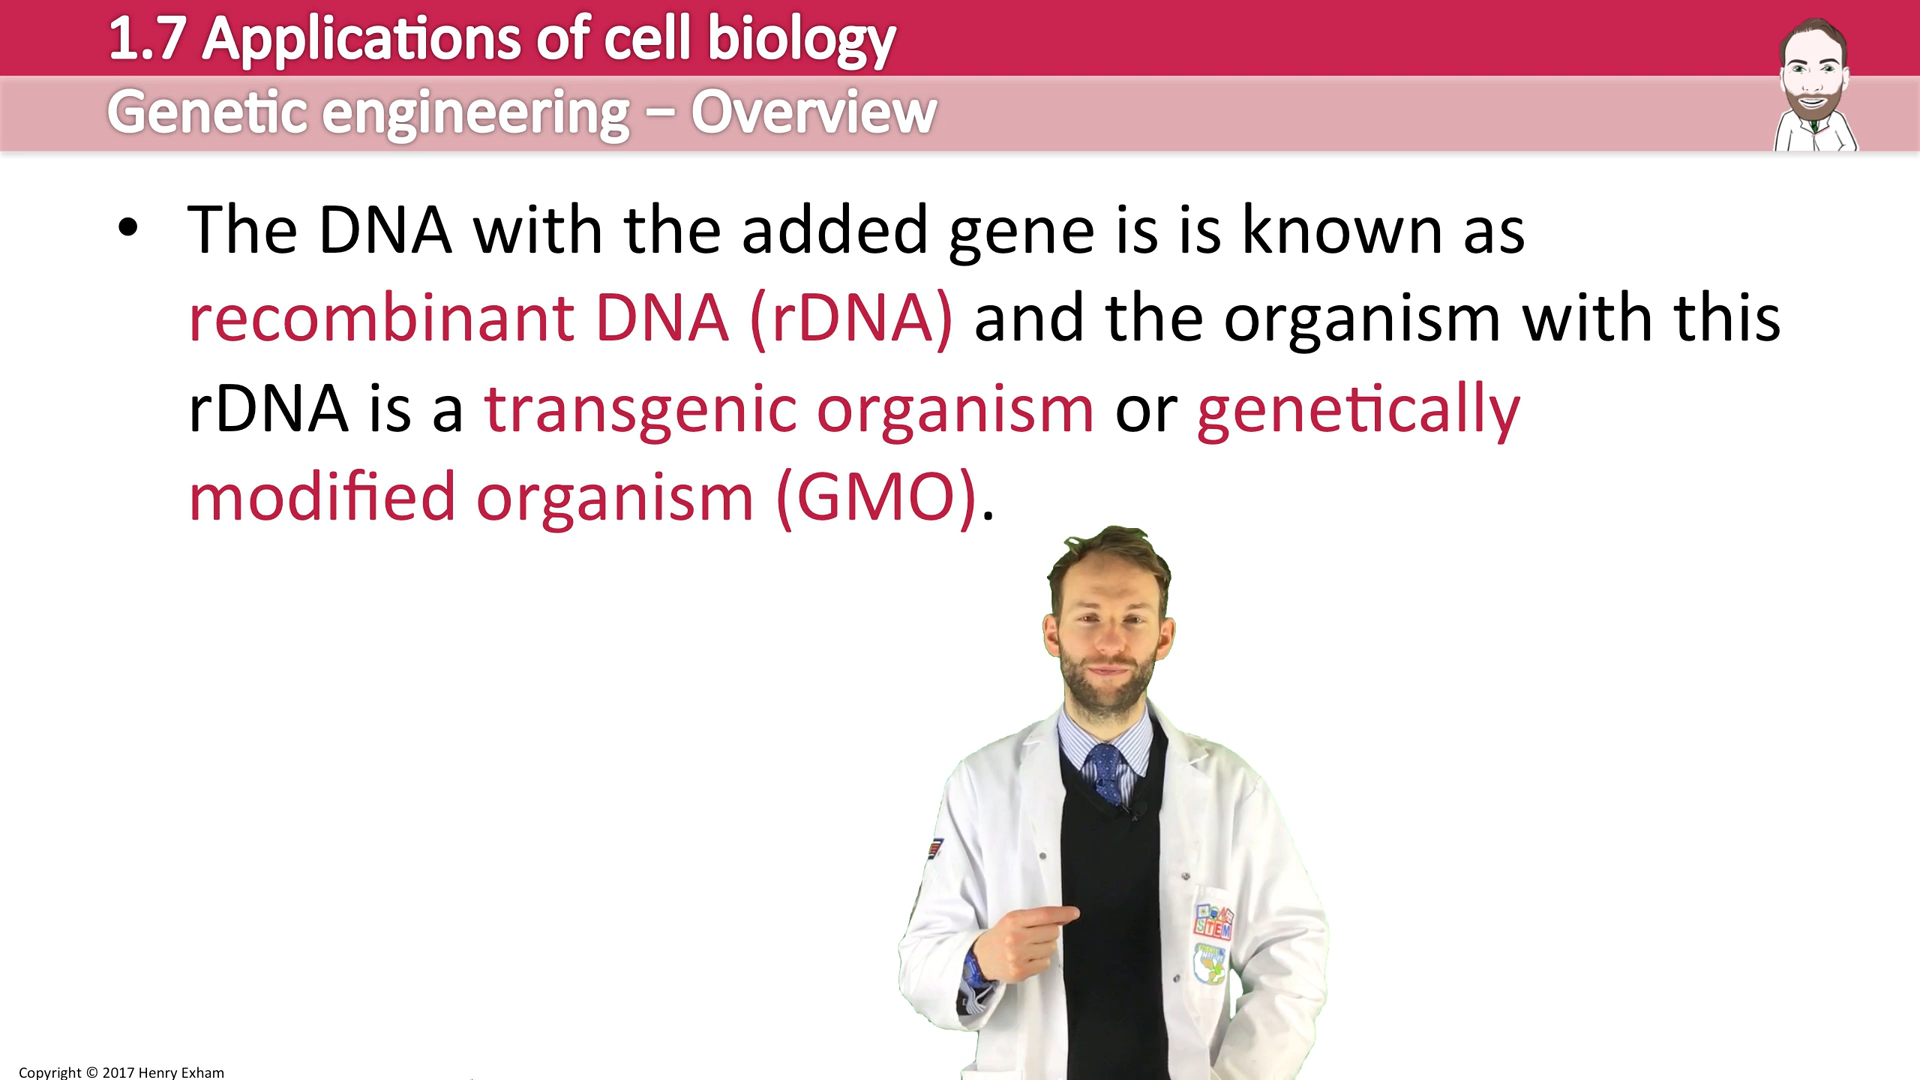 1.7 Applications of cell biology
Genetic engineering – Overview
• The DNA with the added gene is is known as
recombinant DNA (rDNA) and the organism with this
rDNA is a transgenic organism or genetically
modified organism (GMO).
STEM
Copyright © 2017 Henry Exham